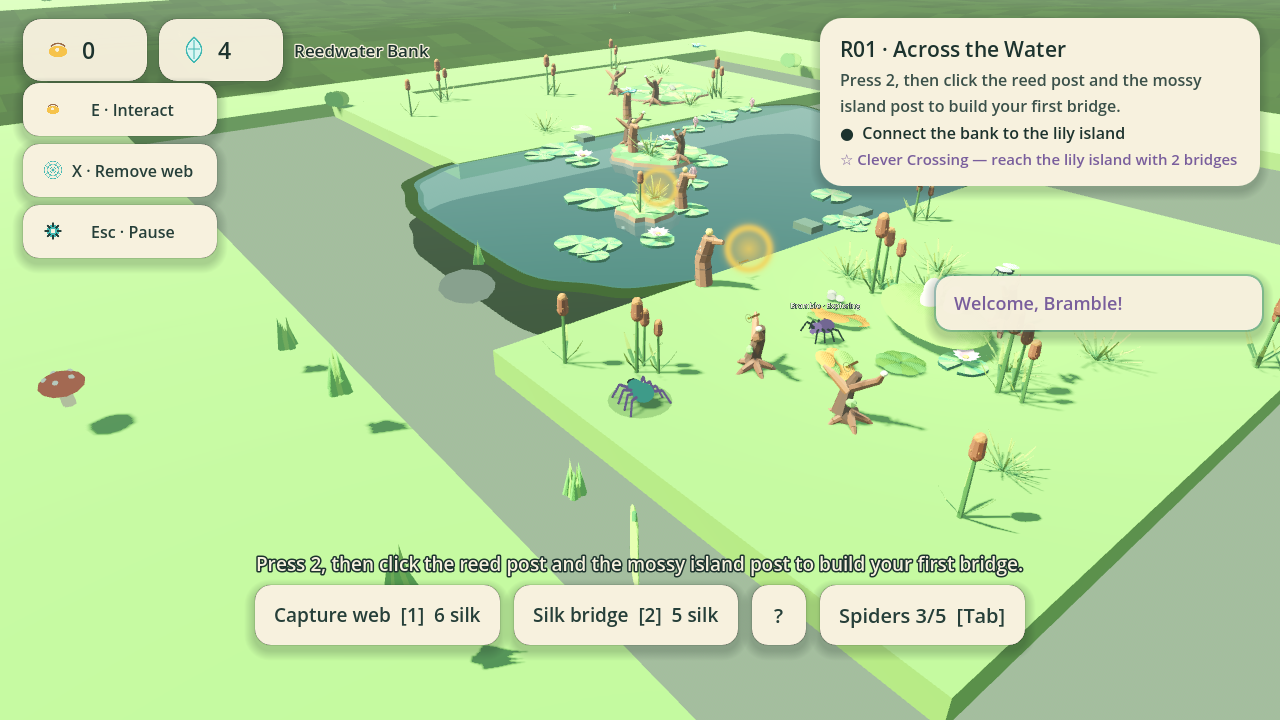 0
4
Reedwater Bank
E · Interact
X · Remove web
Esc · Pause
R01 · Across the Water
Press 2, then click the reed post and the mossy
island post to build your first bridge.
Connect the bank to the lily island
☆ Clever Crossing — reach the lily island with 2 bridges
Welcome, Bramble!
Press 2, then click the reed post and the mossy island post to build your first bridge.
Capture web [1] 6 silk
Silk bridge [2] 5 silk
?
Spiders 3/5 [Tab]